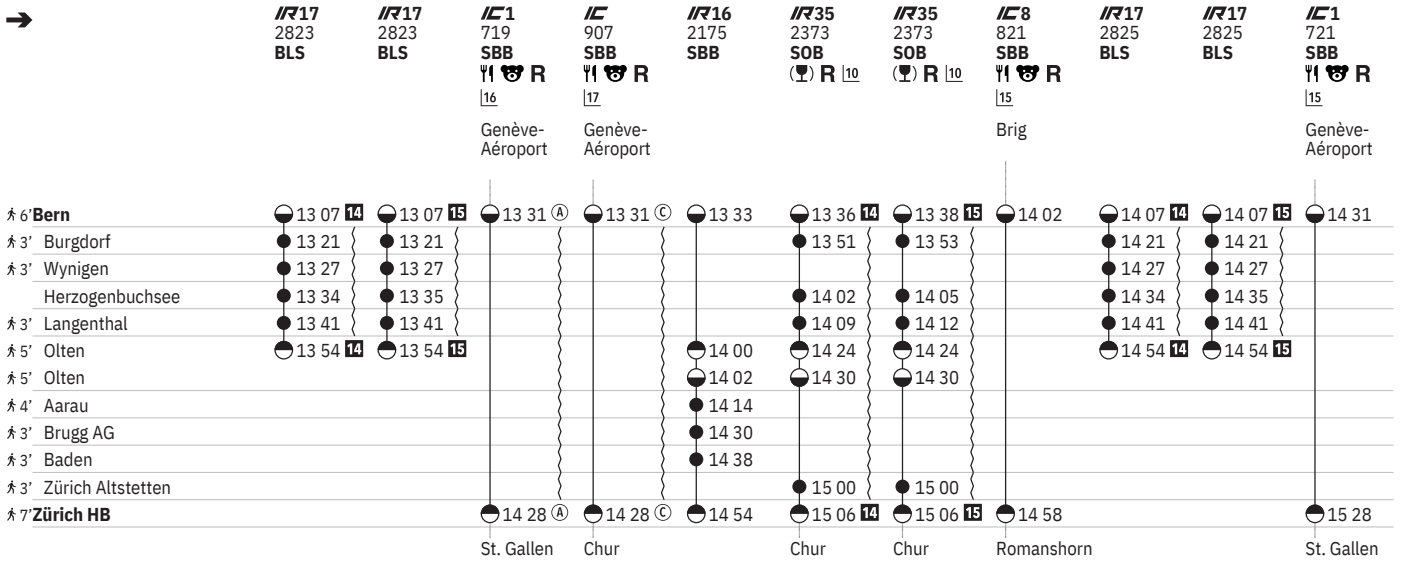 IR17 IR17 IC1 IC IR16 IR35 IR35 IC8 IR17 IR17 IC1
2823 2823 719 907 2175 2373 2373 821 2825 2825 721
BLS BLS SBB SBB SBB SOB SOB SBB BLS BLS SBB
R R R 10 R 10 R R
16 17 15 15
Genève- Genève- Brig Genève-
Aéroport Aéroport Aéroport
6' Bern 13 07 14 13 07 15 13 31 A 13 31 C 13 33 13 36 14 13 38 15 14 02 14 07 14 14 07 15 14 31
3' Burgdorf 13 21 13 21 13 51 13 53 14 21 14 21
3' Wynigen 13 27 13 27 14 27 14 27
Herzogenbuchsee 13 34 13 35 14 02 14 05 14 34 14 35
3' Langenthal 13 41 13 41 14 09 14 12 14 41 14 41
5' Olten 13 54 14 13 54 15 14 00 14 24 14 24 14 54 14 14 54 15
5' Olten 14 02 14 30 14 30
4' Aarau 14 14
3' Brugg AG 14 30
3' Baden 14 38
3' Zürich Altstetten 15 00 15 00
7' Zürich HB 14 28 A 14 28 C 14 54 15 06 14 15 06 15 14 58 15 28
St. Gallen Chur Chur Chur Romanshorn St. Gallen